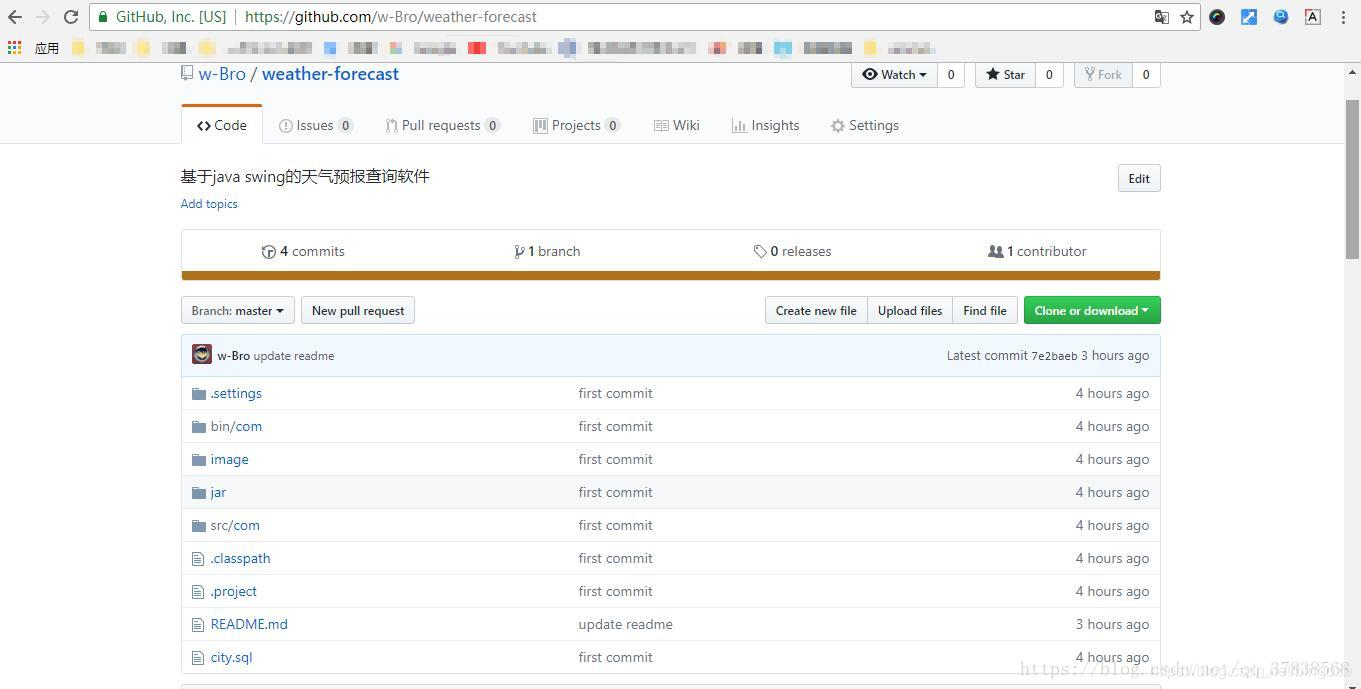 GitHub, Inc. [US] https://github.com/w-Bro/weather-forecast
应用
w-Bro / weather-forecast Watch 0 Star 0 Fork 0
Code Issues 0 Pull requests 0 Projects 0 Wiki Insights Settings
基于java swing的天气预报查询软件 Edit
Add topics
4 commits 1 branch 0 releases 1 contributor
Branch: master New pull request Create new file Upload files Find file Clone or download
w-Bro update readme Latest commit 7e2baeb 3 hours ago
.settings first commit 4 hours ago
bin/com first commit 4 hours ago
image first commit 4 hours ago
jar first commit 4 hours ago
src/com first commit 4 hours ago
.classpath first commit 4 hours ago
.project first commit 4 hours ago
README.md update readme 3 hours ago
city.sql first commit 4 hours ago
https://blog.csdn.net/qq_37838568